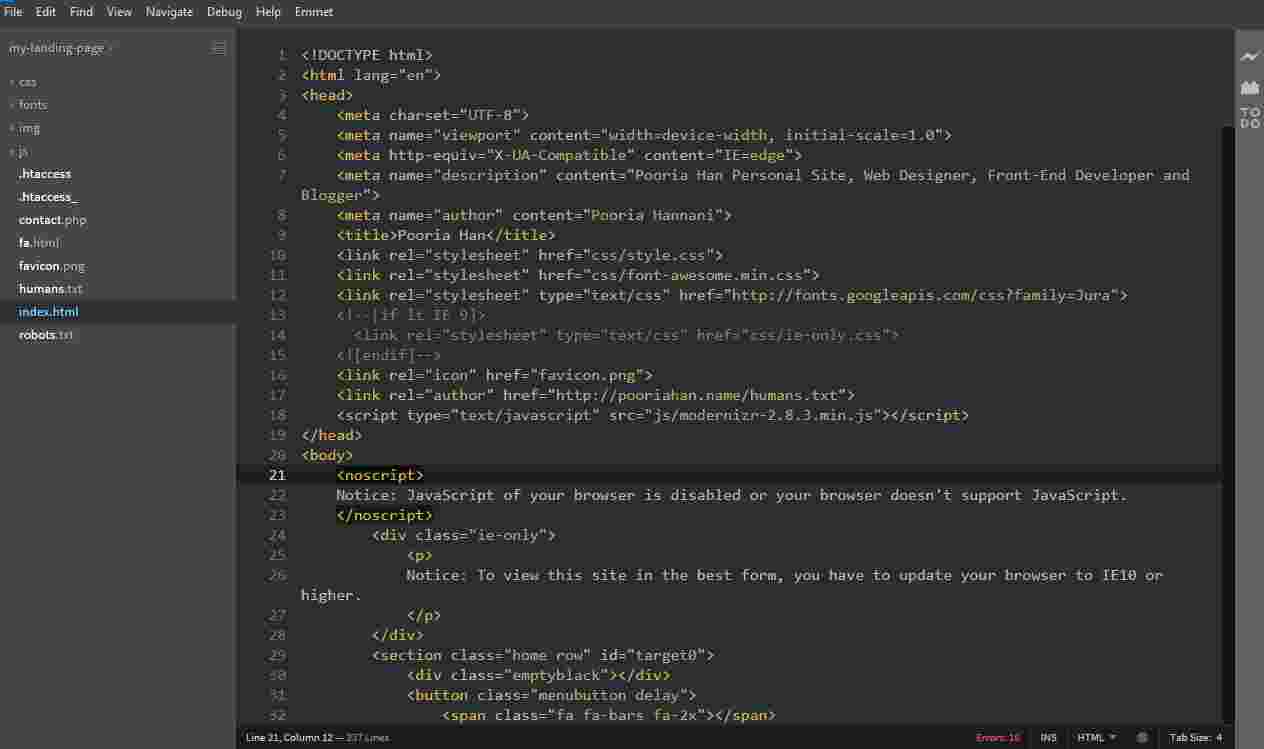 File Edit Find View Navigate Debug Help Emmet
my-landing-page
css
fonts
img
js
.htaccess
.htaccess_
contact.php
fa.html
favicon.png
humans.txt
index.html
robots.txt
1 <!DOCTYPE html>
2 <html lang="en">
3 <head>
4 <meta charset="UTF-8">
5 <meta name="viewport" content="width=device-width, initial-scale=1.0">
6 <meta http-equiv="X-UA-Compatible" content="IE=edge">
7 <meta name="description" content="Pooria Han Personal Site, Web Designer, Front-End Developer and
Blogger">
8 <meta name="author" content="Pooria Hannani">
9 <title>Pooria Han</title>
10 <link rel="stylesheet" href="css/style.css">
11 <link rel="stylesheet" href="css/font-awesome.min.css">
12 <link rel="stylesheet" type="text/css" href="http://fonts.googleapis.com/css?family=Jura">
13 <!--[if lt IE 9]>
14 <link rel="stylesheet" type="text/css" href="css/ie-only.css">
15 <![endif]-->
16 <link rel="icon" href="favicon.png">
17 <link rel="author" href="http://pooriahan.name/humans.txt">
18 <script type="text/javascript" src="js/modernizr-2.8.3.min.js"></script>
19 </head>
20 <body>
21 <noscript>
22 Notice: JavaScript of your browser is disabled or your browser doesn't support JavaScript.
23 </noscript>
24 <div class="ie-only">
25 <p>
26 Notice: To view this site in the best form, you have to update your browser to IE10 or
higher.
27 </p>
28 </div>
29 <section class="home row" id="target0">
30 <div class="emptyblack"></div>
31 <button class="menubutton delay">
32 <span class="fa fa-bars fa-2x"></span>
TO
DO
Line 21, Column 12 — 237 Lines Errors: 16 INS HTML Tab Size: 4